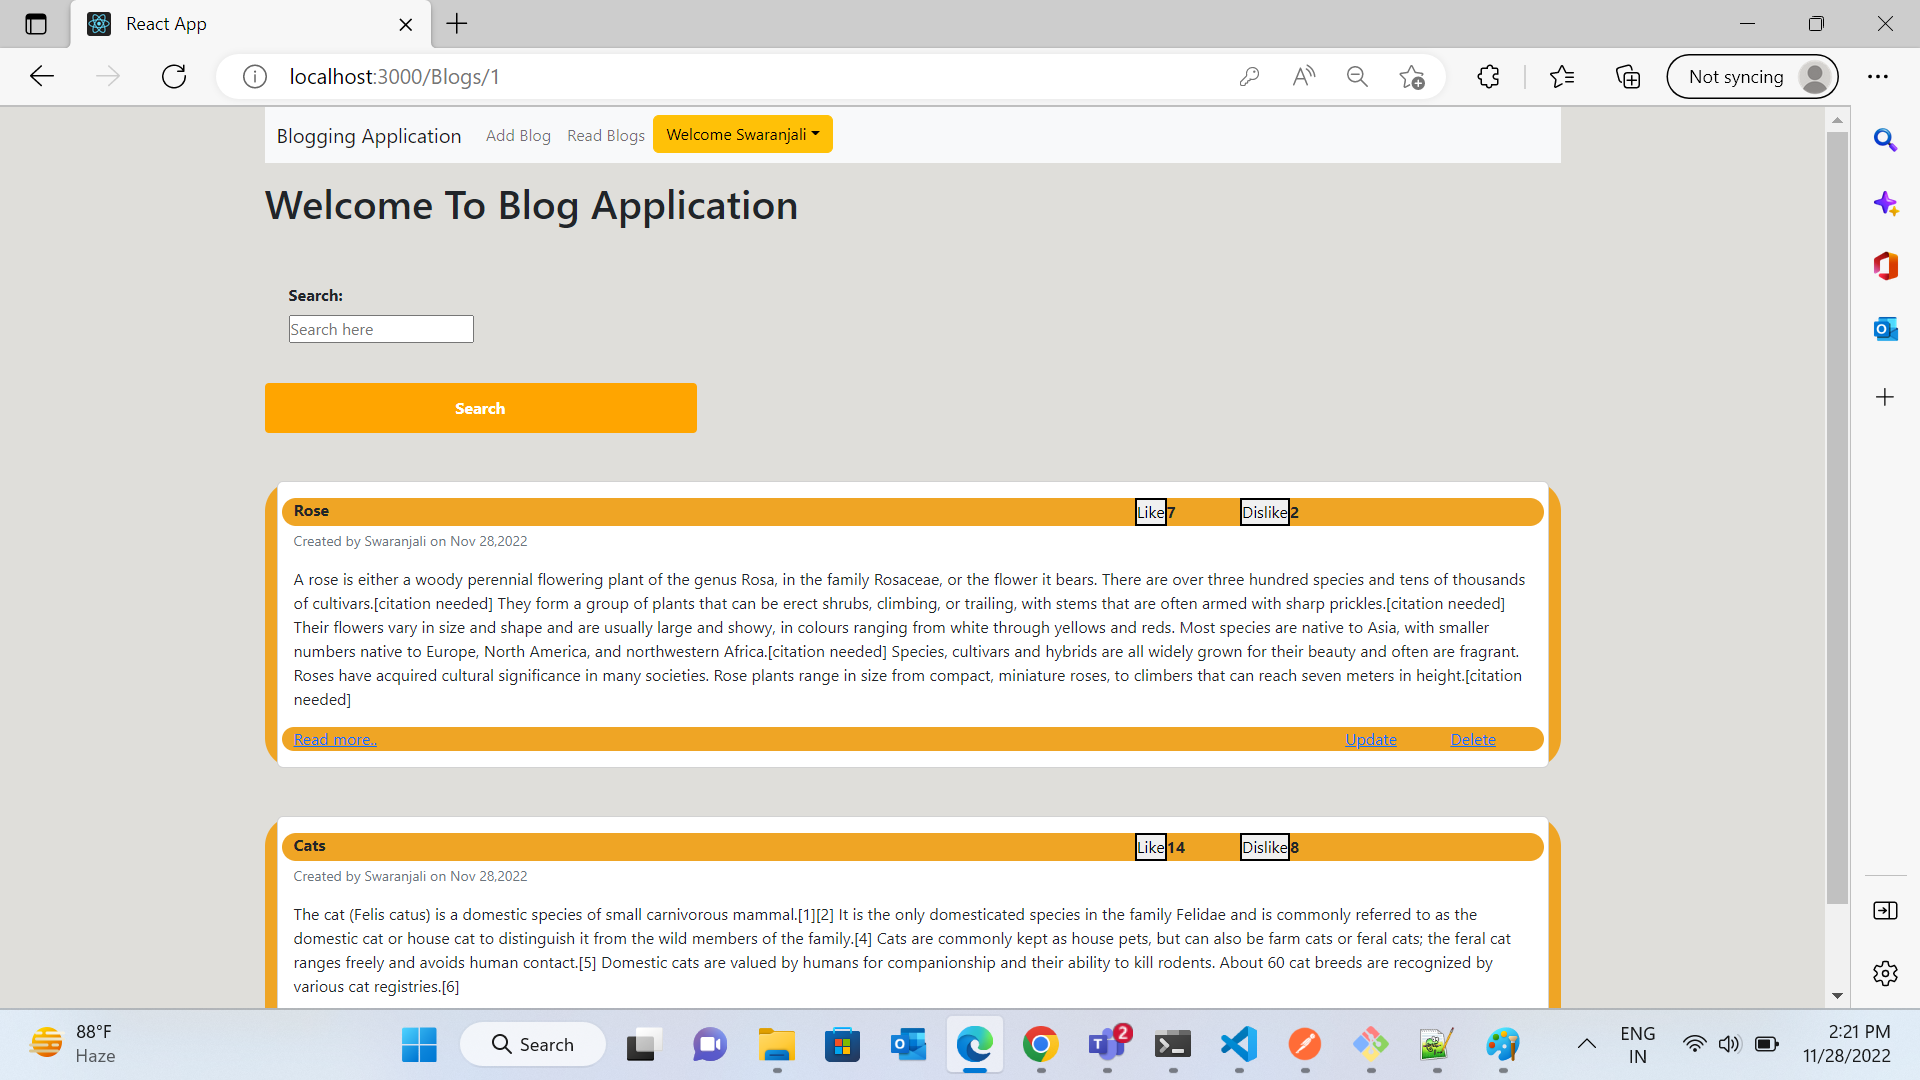 React App
localhost:3000/Blogs/1
Not syncing
Blogging Application Add Blog Read Blogs Welcome Swaranjali
Welcome To Blog Application
Search:
Search here
Search
Rose Like7 Dislike2
Created by Swaranjali on Nov 28,2022
A rose is either a woody perennial flowering plant of the genus Rosa, in the family Rosaceae, or the flower it bears. There are over three hundred species and tens of thousands
of cultivars.[citation needed] They form a group of plants that can be erect shrubs, climbing, or trailing, with stems that are often armed with sharp prickles.[citation needed]
Their flowers vary in size and shape and are usually large and showy, in colours ranging from white through yellows and reds. Most species are native to Asia, with smaller
numbers native to Europe, North America, and northwestern Africa.[citation needed] Species, cultivars and hybrids are all widely grown for their beauty and often are fragrant.
Roses have acquired cultural significance in many societies. Rose plants range in size from compact, miniature roses, to climbers that can reach seven meters in height.[citation
needed]
Read more.. Update Delete
Cats Like14 Dislike8
Created by Swaranjali on Nov 28,2022
The cat (Felis catus) is a domestic species of small carnivorous mammal.[1][2] It is the only domesticated species in the family Felidae and is commonly referred to as the
domestic cat or house cat to distinguish it from the wild members of the family.[4] Cats are commonly kept as house pets, but can also be farm cats or feral cats; the feral cat
ranges freely and avoids human contact.[5] Domestic cats are valued by humans for companionship and their ability to kill rodents. About 60 cat breeds are recognized by
various cat registries.[6]
88°F
Haze
Search
2
ENG
IN
2:21 PM
11/28/2022